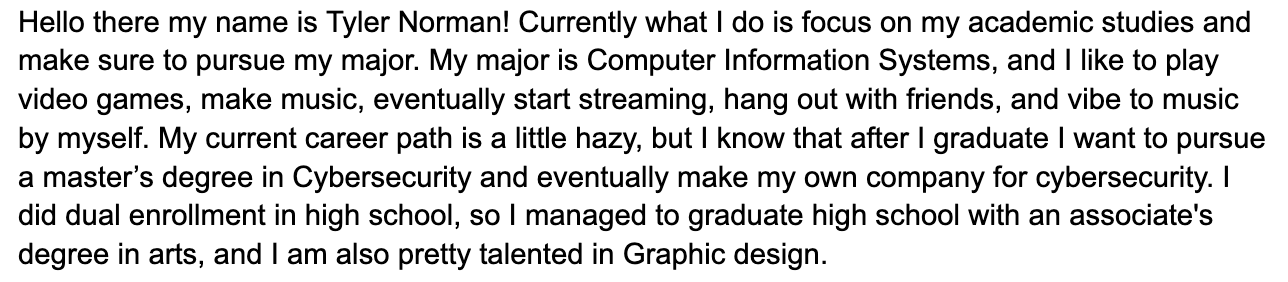 Hello there my name is Tyler Norman! Currently what I do is focus on my academic studies and
make sure to pursue my major. My major is Computer Information Systems, and I like to play
video games, make music, eventually start streaming, hang out with friends, and vibe to music
by myself. My current career path is a little hazy, but I know that after I graduate I want to pursue
a master’s degree in Cybersecurity and eventually make my own company for cybersecurity. I
did dual enrollment in high school, so I managed to graduate high school with an associate's
degree in arts, and I am also pretty talented in Graphic design.